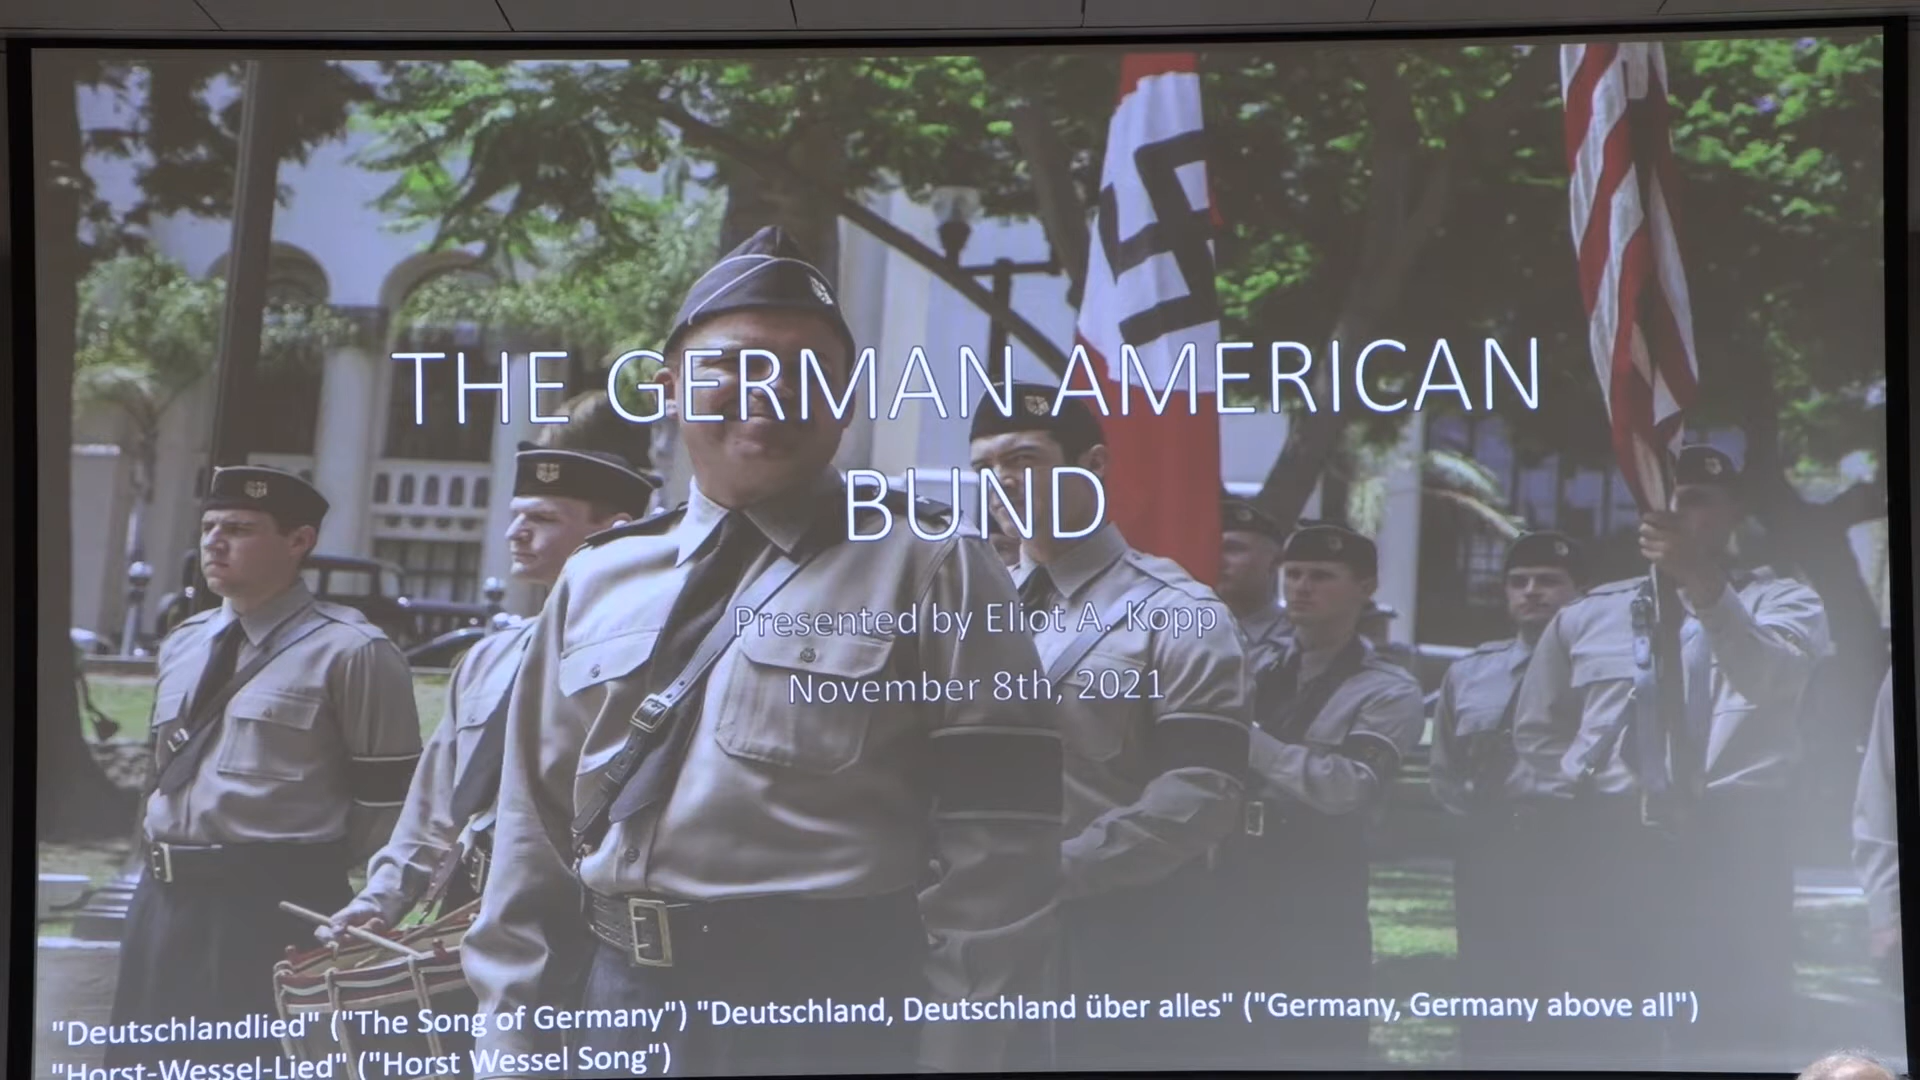 THE GERMAN AMERICAN
BUND
Presented by Eliot A. Kopp
November 8th, 2021
"Deutschlandlied" ("The Song of Germany") "Deutschland, Deutschland über alles" ("Germany, Germany above all")
"Horst-Wessel-Lied" ("Horst Wessel Song")